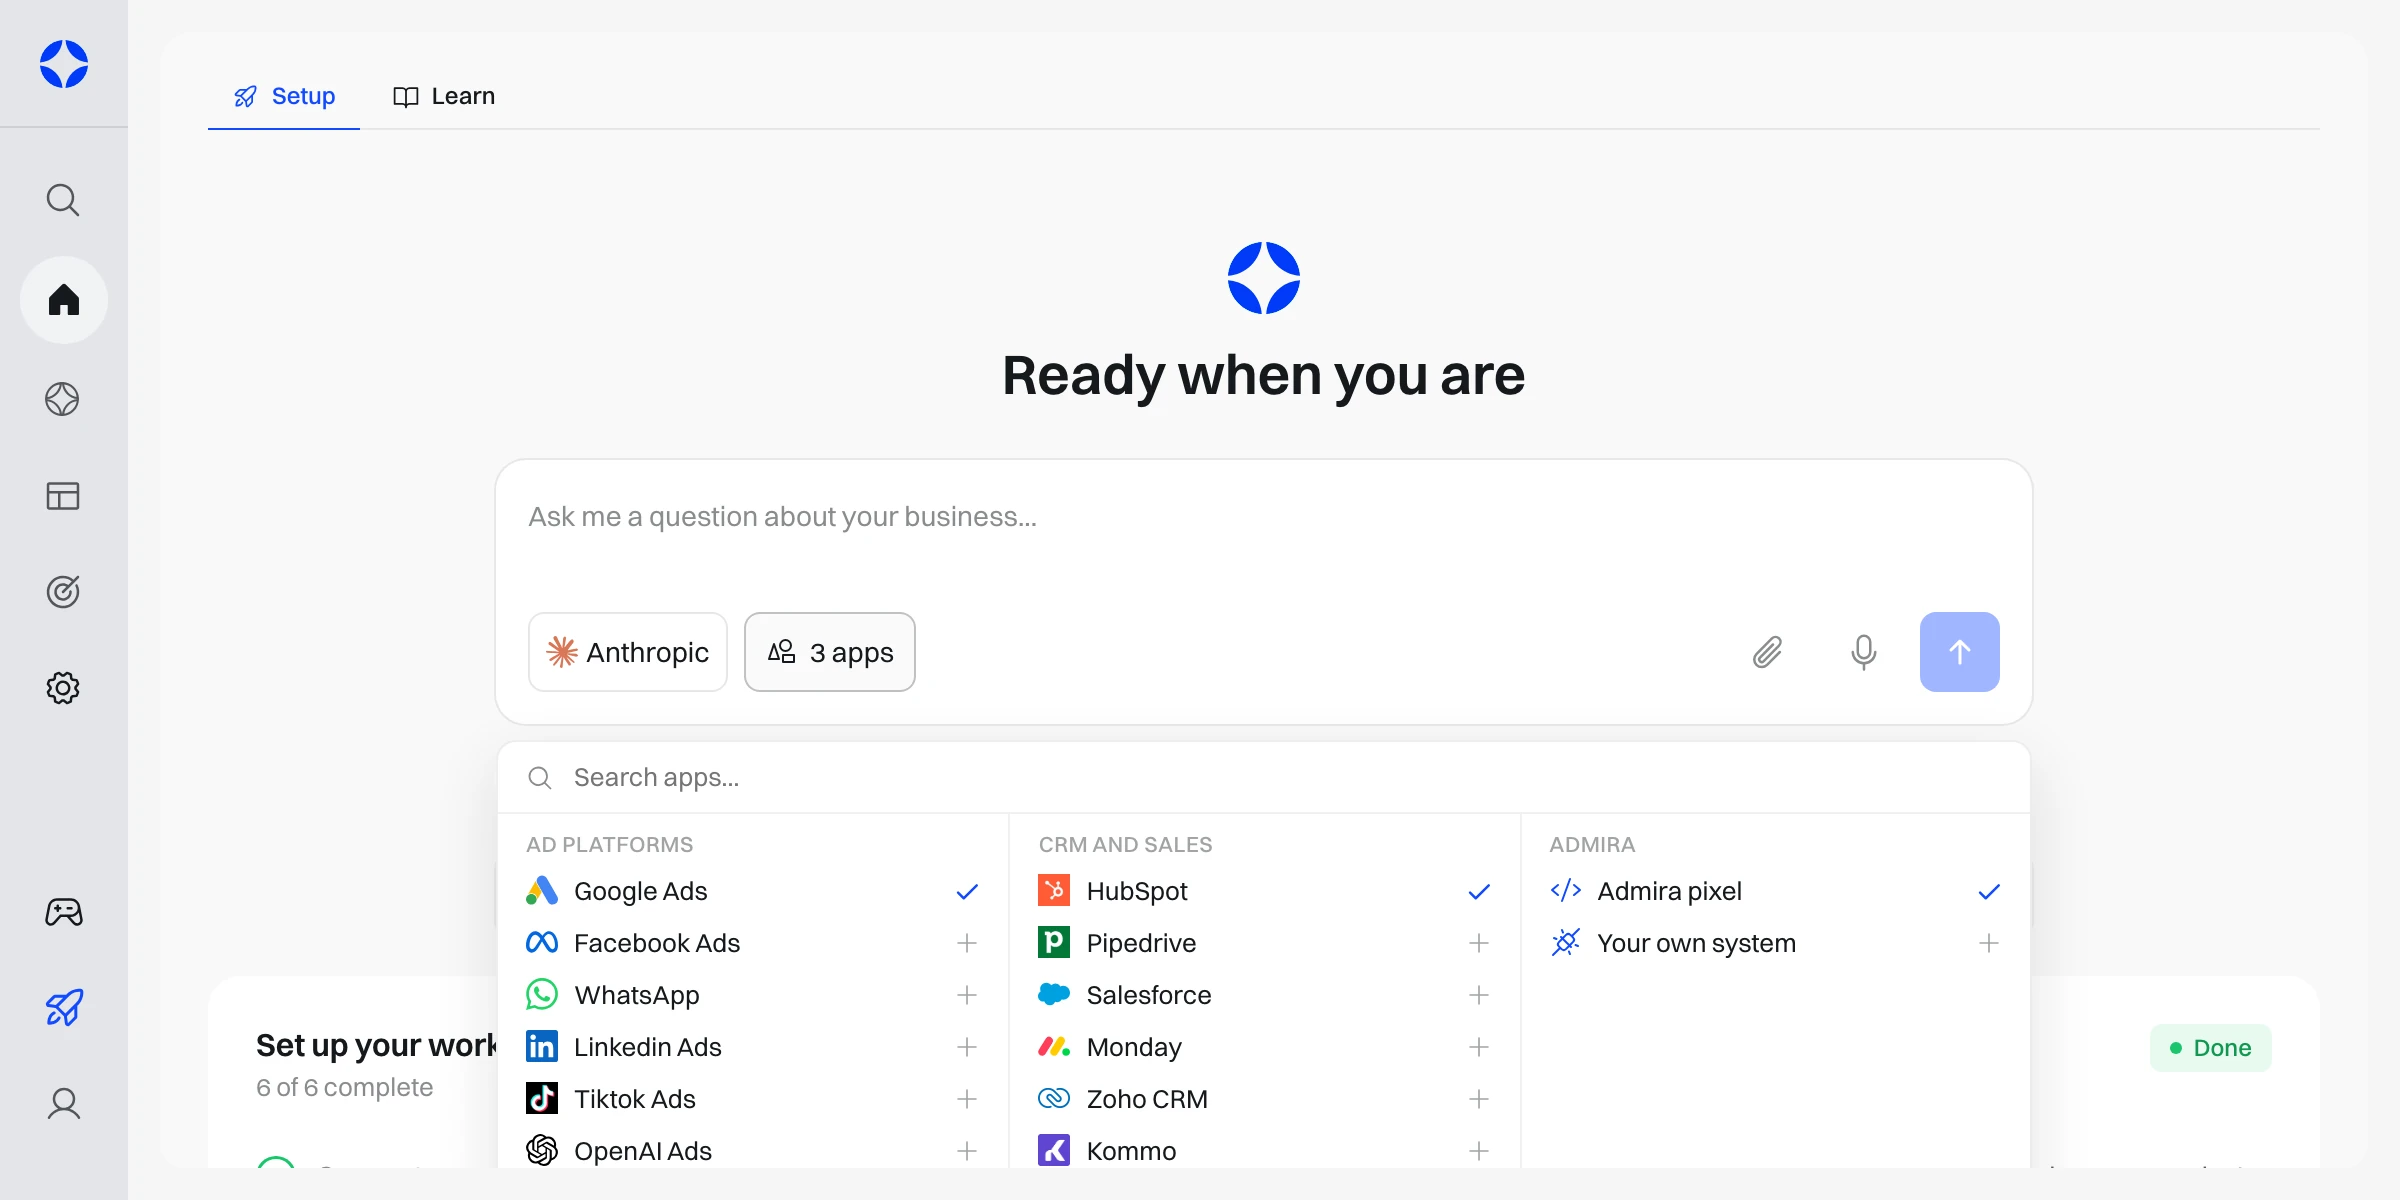 Setup
Learn
Ready when you are
Ask me a question about your business...
Anthropic
3 apps
Search apps...
AD PLATFORMS
Google Ads
Facebook Ads
WhatsApp
Linkedin Ads
Tiktok Ads
OpenAI Ads
CRM AND SALES
HubSpot
Pipedrive
Salesforce
Monday
Zoho CRM
Kommo
ADMIRA
Admira pixel
Your own system
Set up your work
6 of 6 complete
Done